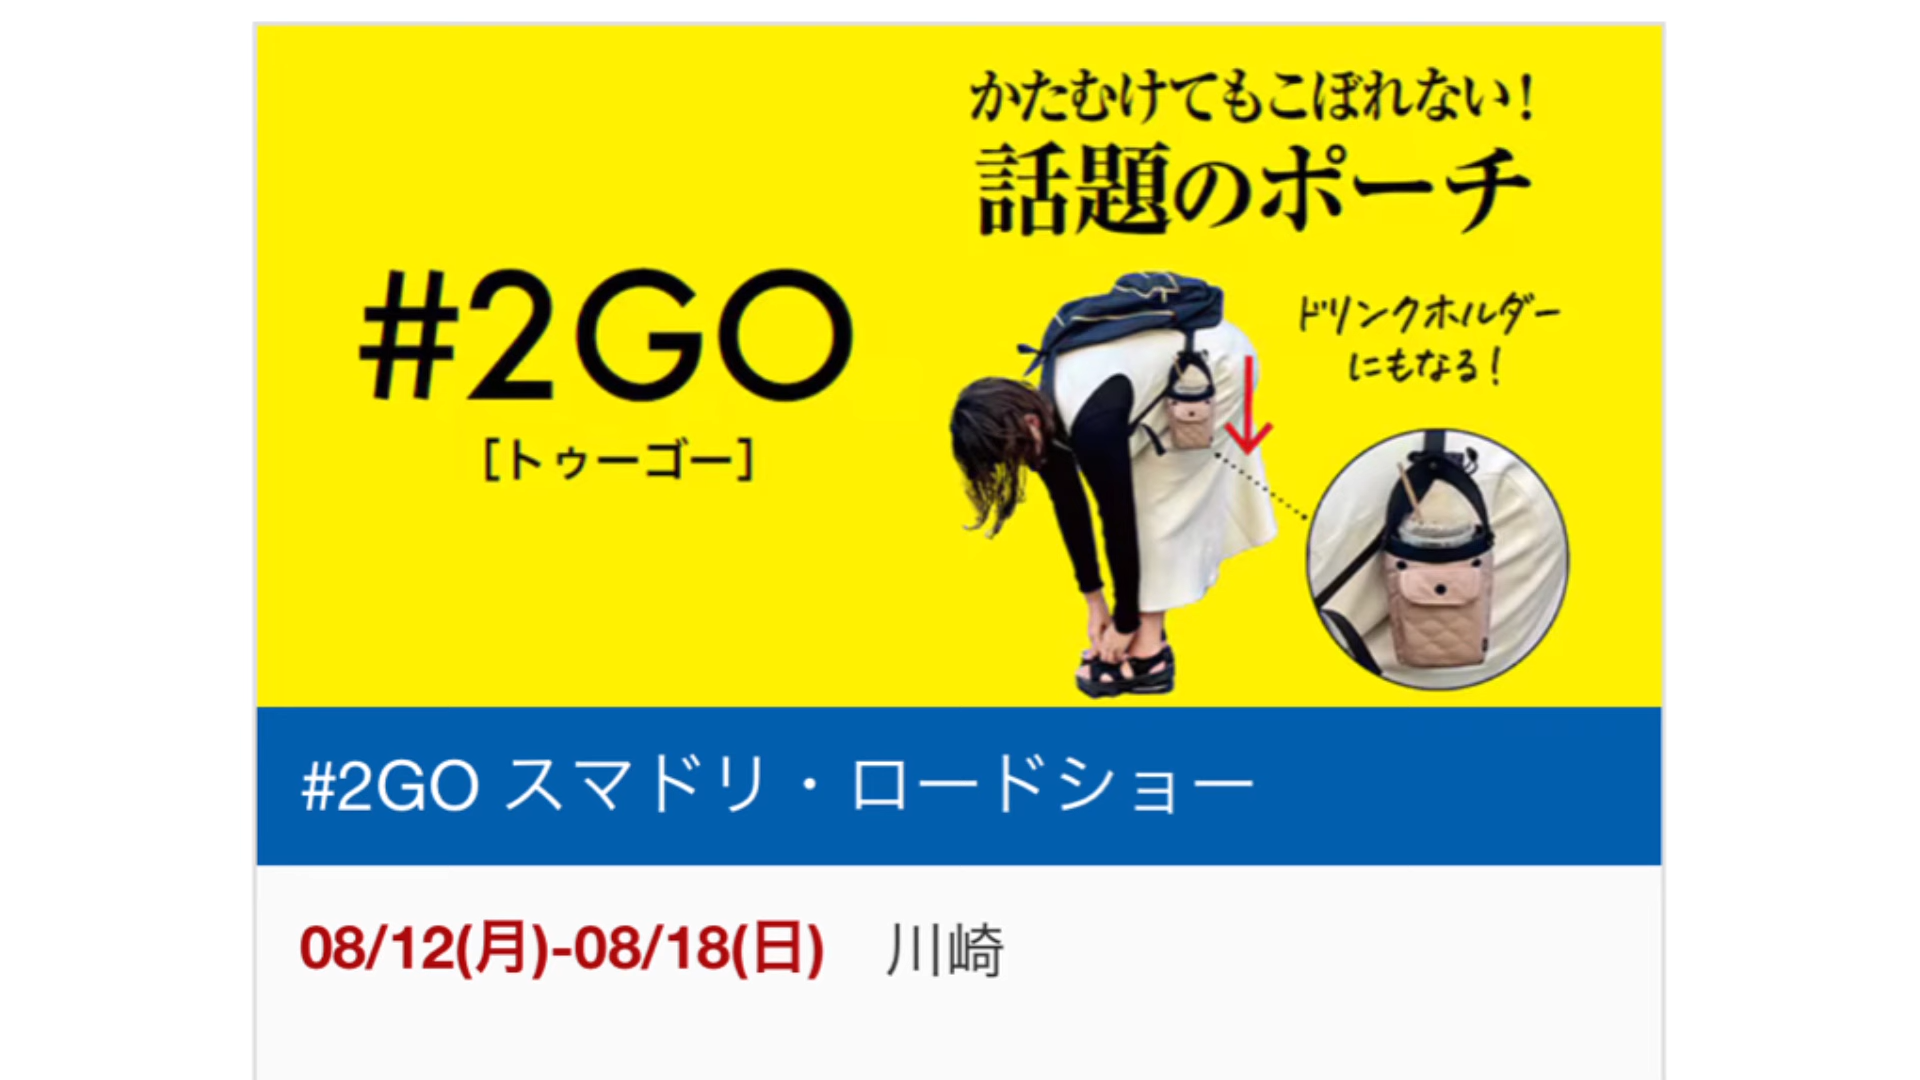 かたむけてもこぼれない!
話題のポーチ
#2GO
[トゥーゴー]
ドリンクホルダー
にもなる!
#2GO スマドリ・ロードショー
08/12(月)-08/18(日) 川崎